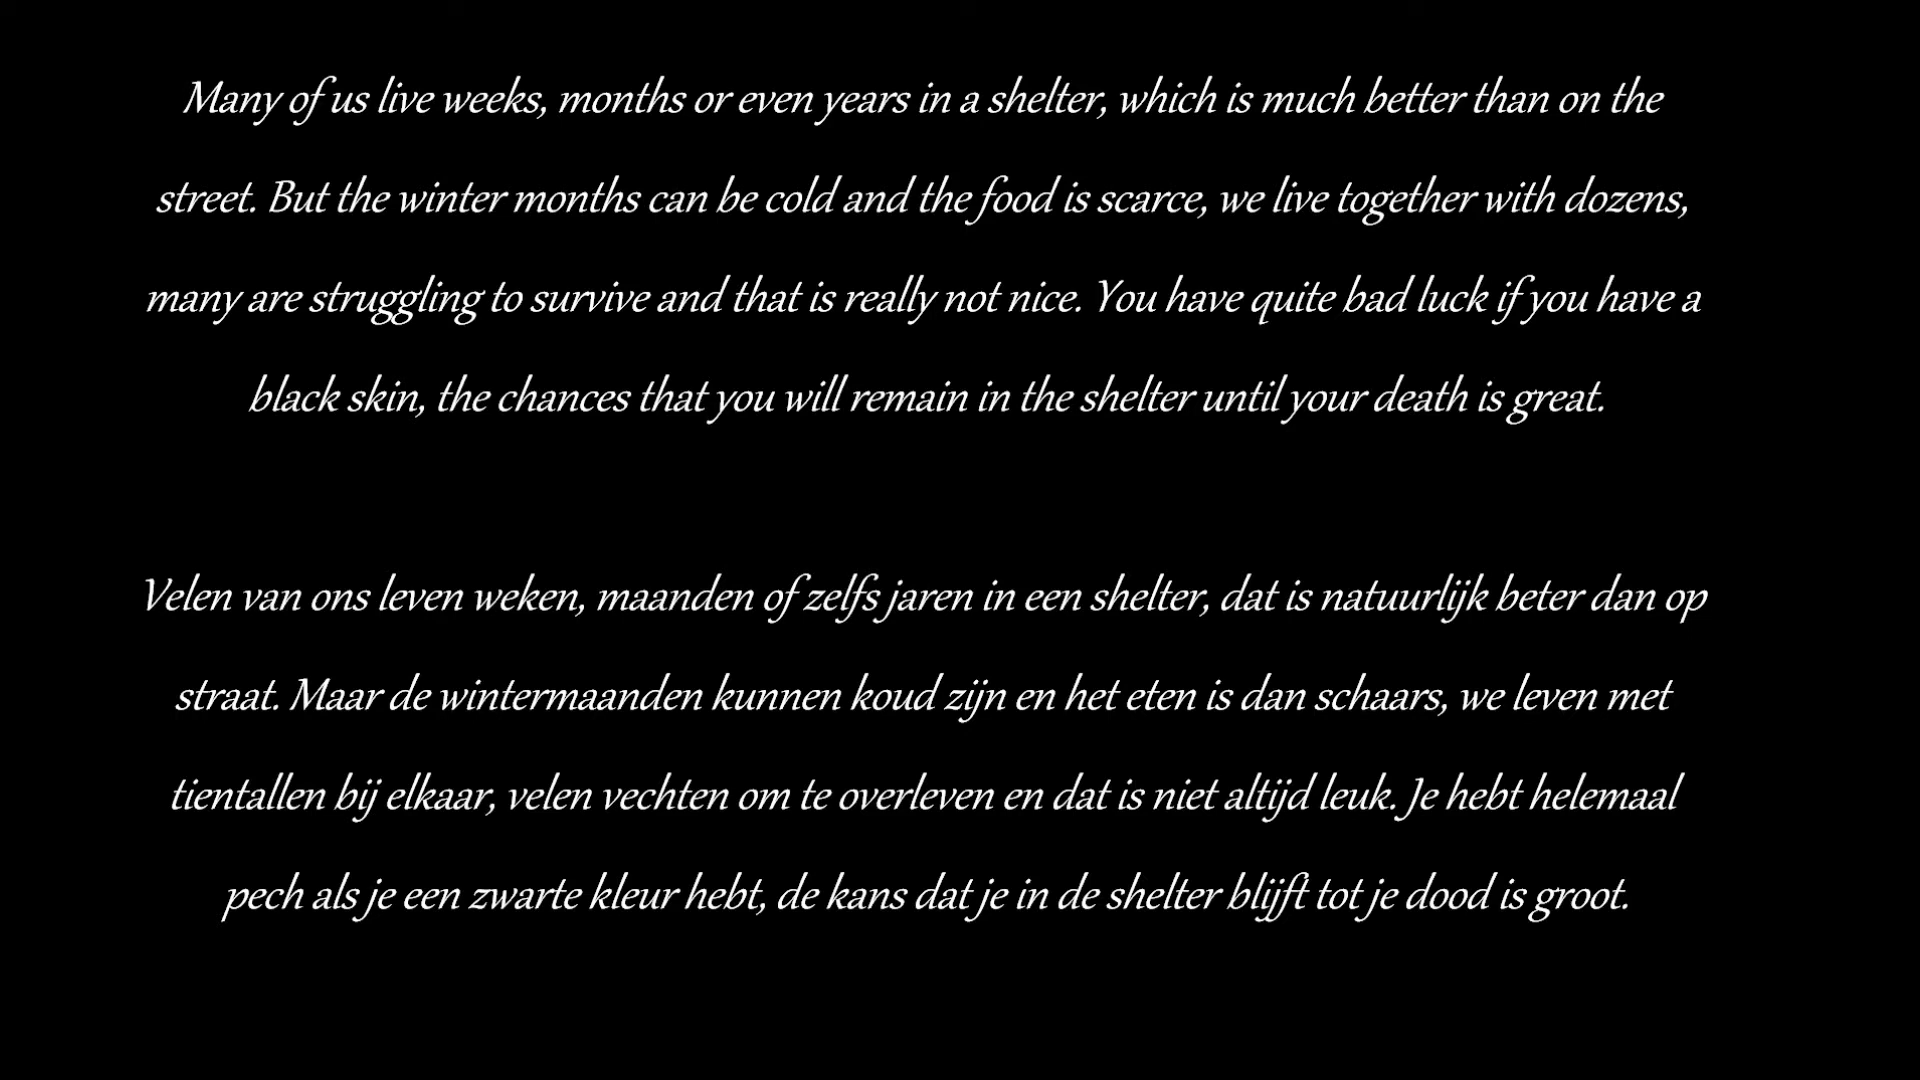 Many of us live weeks, months or even years in a shelter, which is much better than on the
street. But the winter months can be cold and the food is scarce, we live together with dozens,
many are struggling to survive and that is really not nice. You have quite bad luck if you have a
black skin, the chances that you will remain in the shelter until your death is great.
Velen van ons leven weken, maanden of zelfs jaren in een shelter, dat is natuurlijk beter dan op
straat. Maar de wintermaanden kunnen koud zijn en het eten is dan schaars, we leven met
tientallen bij elkaar, velen vechten om te overleven en dat is niet altijd leuk. Je hebt helemaal
pech als je een zwarte kleur hebt, de kans dat je in de shelter blijft tot je dood is groot.